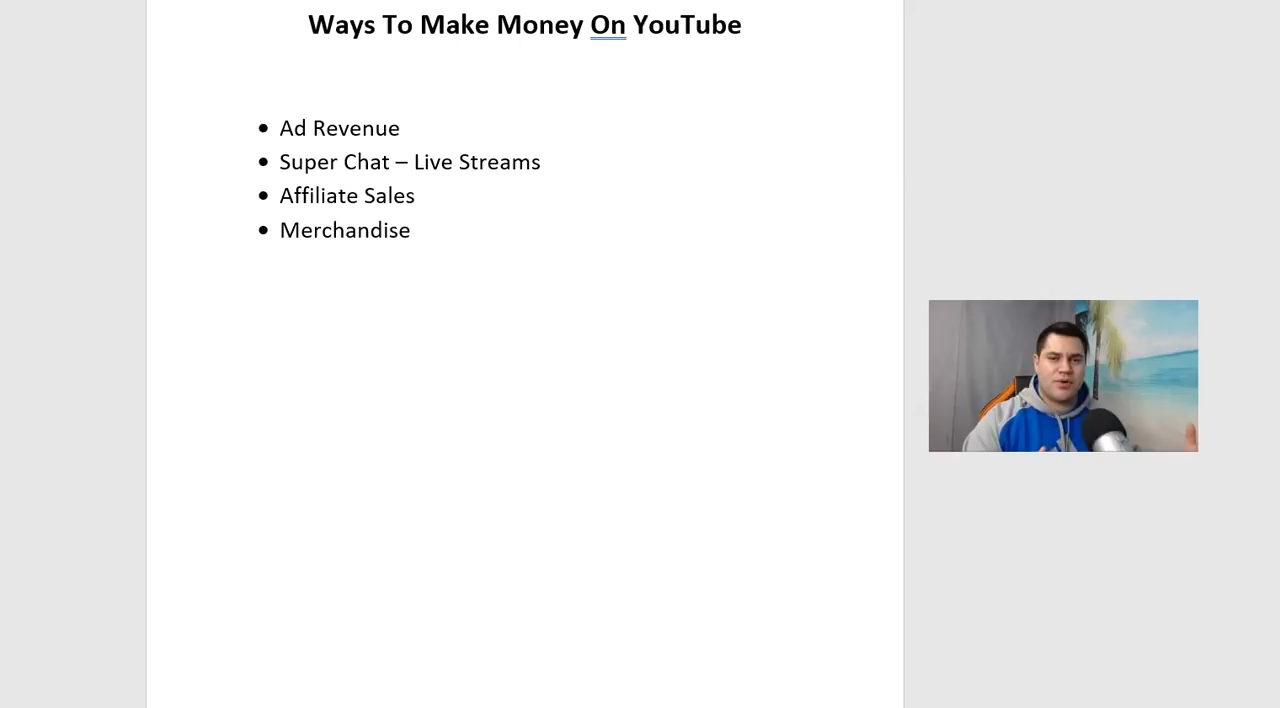 Ways To Make Money On YouTube
• Ad Revenue
• Super Chat – Live Streams
• Affiliate Sales
• Merchandise